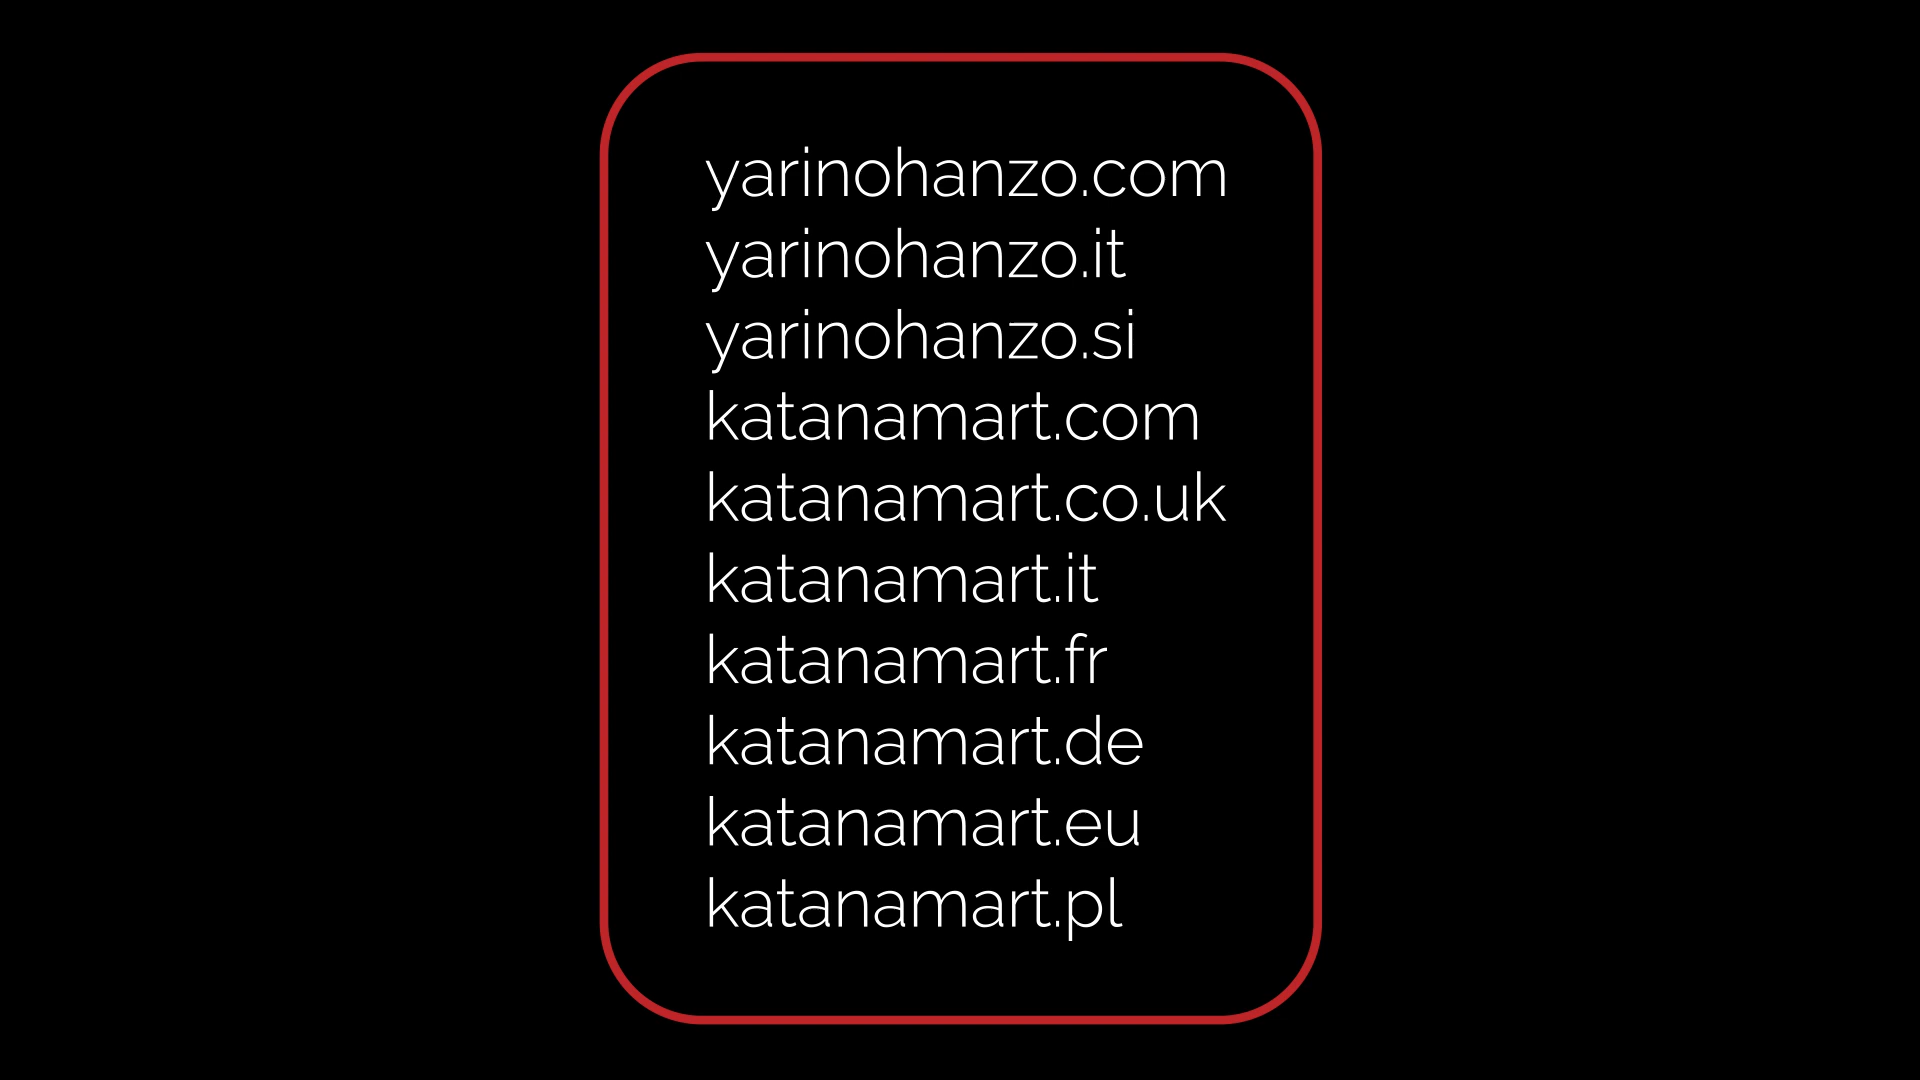 yarinohanzo.com
yarinohanzo.it
yarinohanzo.si
katanamart.com
katanamart.co.uk
katanamart.it
katanamart.fr
katanamart.de
katanamart.eu
katanamart.pl